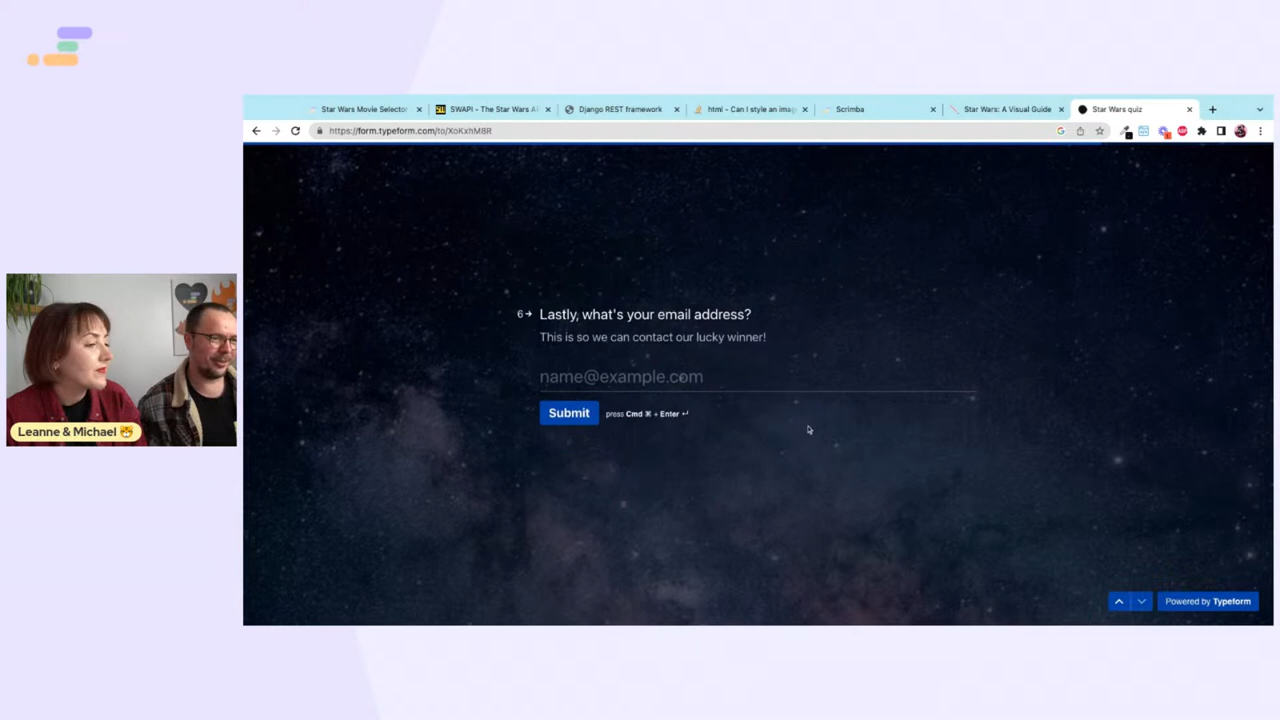 Star Wars Movie Selector
SWAPI - The Star Wars A
Django REST framework
html - Can I style an imag
Scrimba
Star Wars: A Visual Guide
Star Wars quiz
https://form.typeform.com/to/XoKxhM8R
6 Lastly, what's your email address?
This is so we can contact our lucky winner!
name@example.com
Submit press Cmd ⌘ + Enter ↵
Leanne & Michael
Powered by Typeform